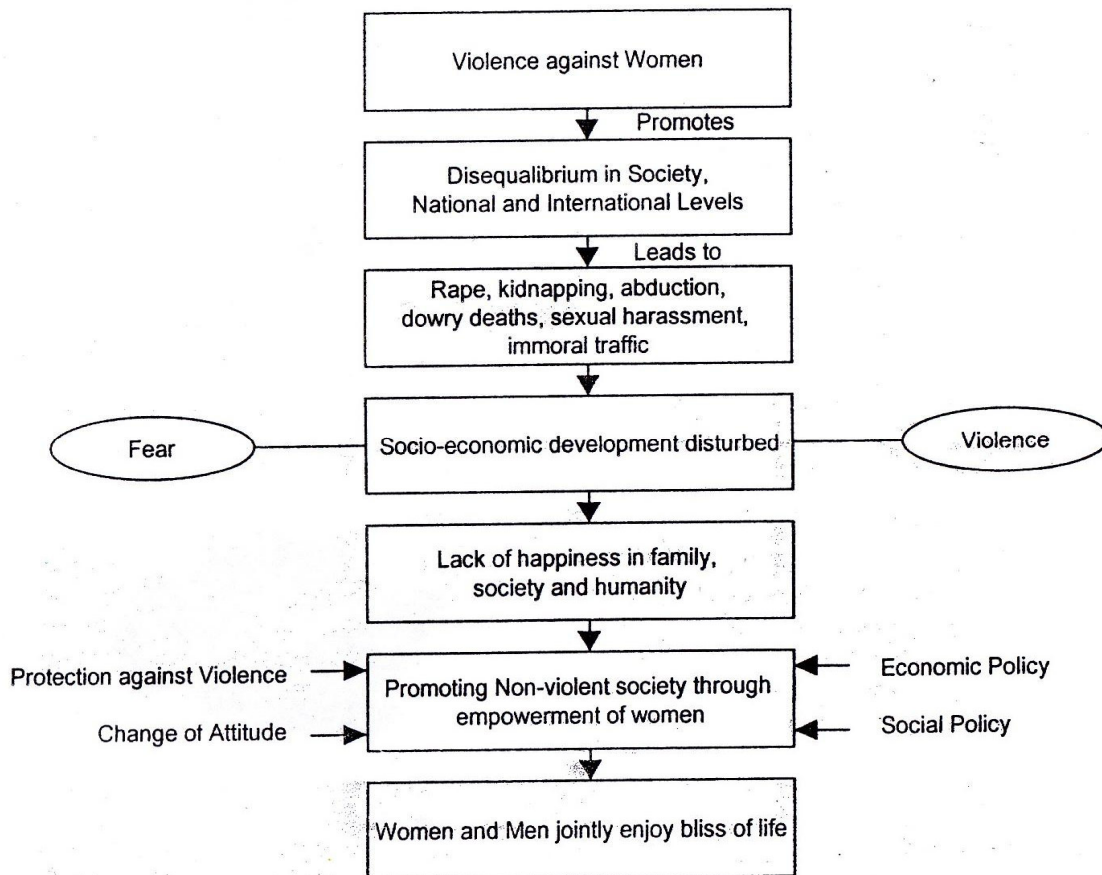 Violence against Women
Promotes
Disequalibrium in Society,
National and International Levels
Leads to
Rape, kidnapping, abduction,
dowry deaths, sexual harassment,
immoral traffic
Fear
Socio-economic development disturbed
Violence
Lack of happiness in family,
society and humanity
Protection against Violence
Change of Attitude
Promoting Non-violent society through
empowerment of women
Economic Policy
Social Policy
Women and Men jointly enjoy bliss of life